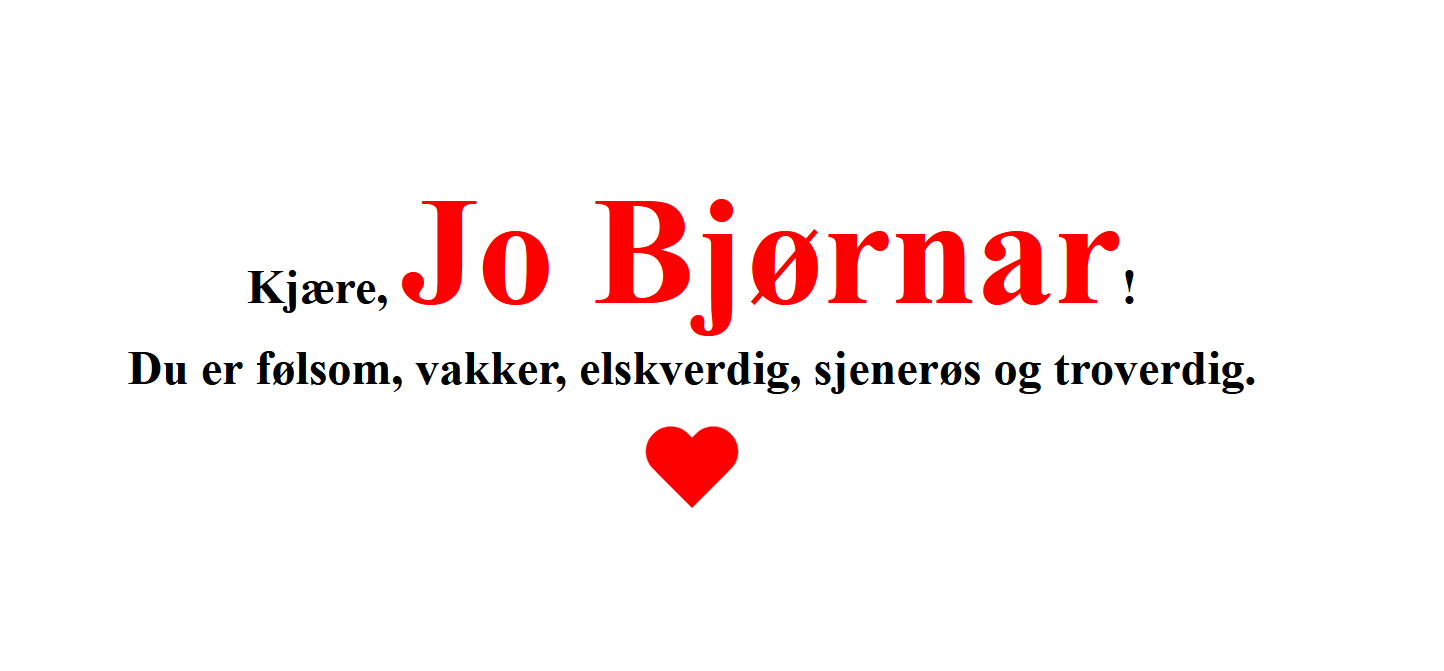 Kjære, Jo Bjørnar!
Du er følsom, vakker, elskverdig, sjenerøs og troverdig.